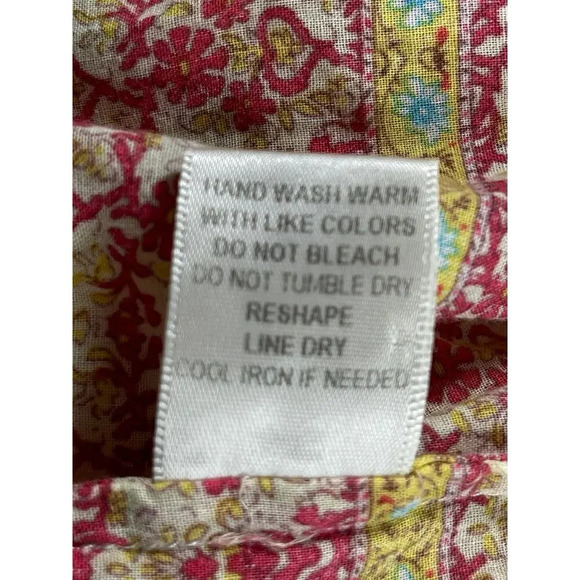 HAND WASH WARM
WITH LIKE COLORS
DO NOT BLEACH
DO NOT TUMBLE DRY
RESHAPE
LINE DRY
COOL IRON IF NEEDED